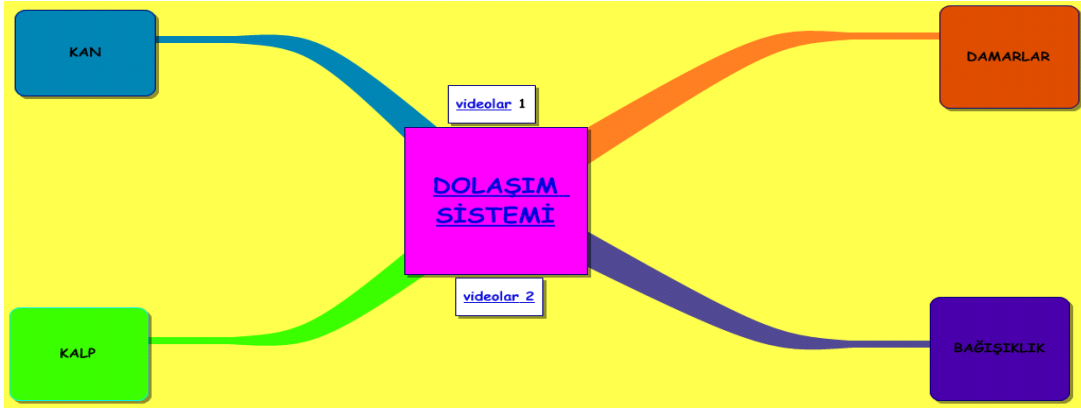 KAN
DAMARLAR
videolar 1
DOLAŞIM
SİSTEMİ
videolar 2
KALP
BAĞIŞIKLIK